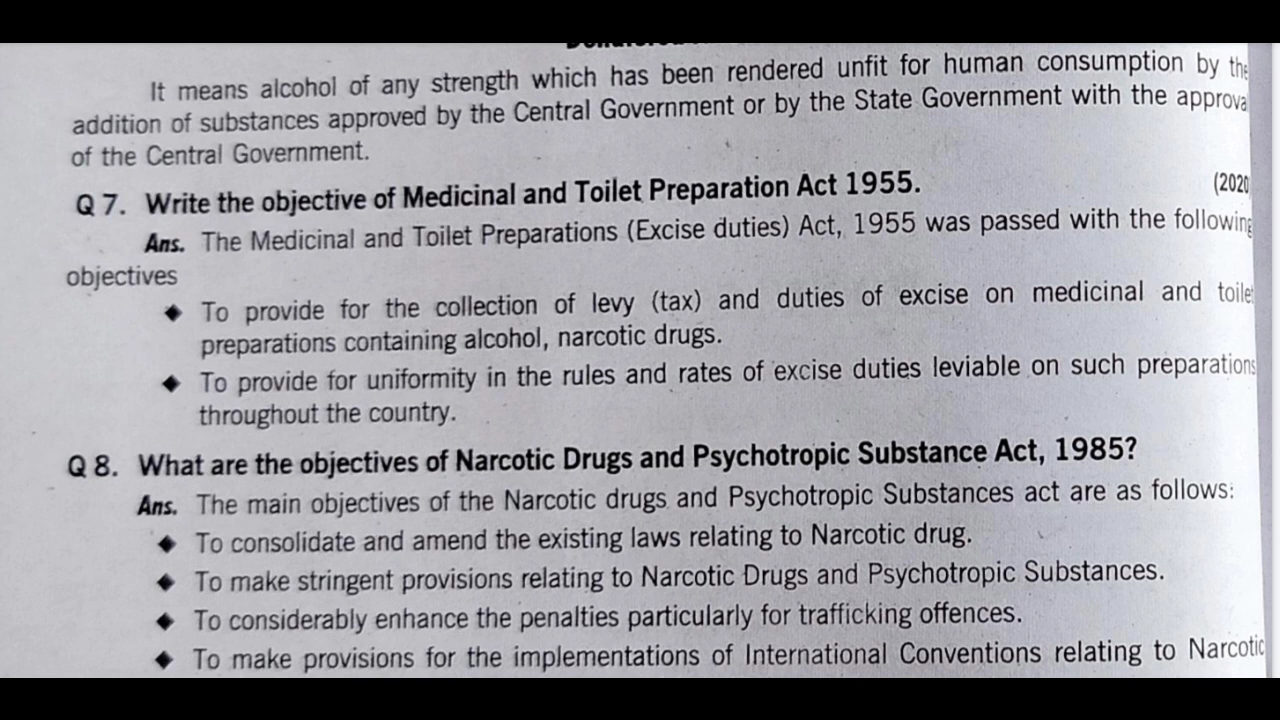 It means alcohol of any strength which has been rendered unfit for human consumption by the
addition of substances approved by the Central Government or by the State Government with the approva
of the Central Government.
Q 7. Write the objective of Medicinal and Toilet Preparation Act 1955. (2020
Ans. The Medicinal and Toilet Preparations (Excise duties) Act, 1955 was passed with the following
objectives
◆ To provide for the collection of levy (tax) and duties of excise on medicinal and toilet
preparations containing alcohol, narcotic drugs.
◆ To provide for uniformity in the rules and rates of excise duties leviable on such preparations
throughout the country.
Q 8. What are the objectives of Narcotic Drugs and Psychotropic Substance Act, 1985?
Ans. The main objectives of the Narcotic drugs and Psychotropic Substances act are as follows:
◆ To consolidate and amend the existing laws relating to Narcotic drug.
◆ To make stringent provisions relating to Narcotic Drugs and Psychotropic Substances.
◆ To considerably enhance the penalties particularly for trafficking offences.
◆ To make provisions for the implementations of International Conventions relating to Narcotic